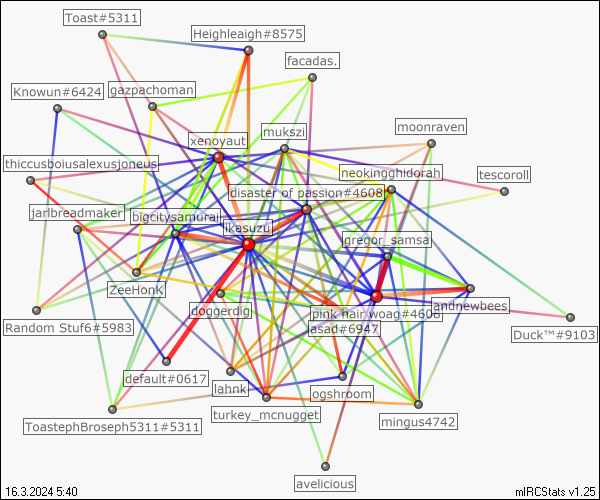 Toast#5311
Heighleaigh#8575
facadas.
Knowun#6424
gazpachoman
mukszi
moonraven
xenoyaut
thiccusboiusalexusjoneus
neokingghidorah
tescoroll
disaster of passion#4608
jarlbreadmaker
bigcitysamurai
ikasuzu
gregor_samsa
ZeeHonk
doggerdig
pink hair woag#4608
andnewbees
Random Stuf6#5983
asad#6947
Duck™#9103
default#0617
lahnk
ogshroom
turkey_mcnugget
mingus4742
ToastephBroseph5311#5311
avelicious
16.3.2024 5:40
mIRCStats v1.25